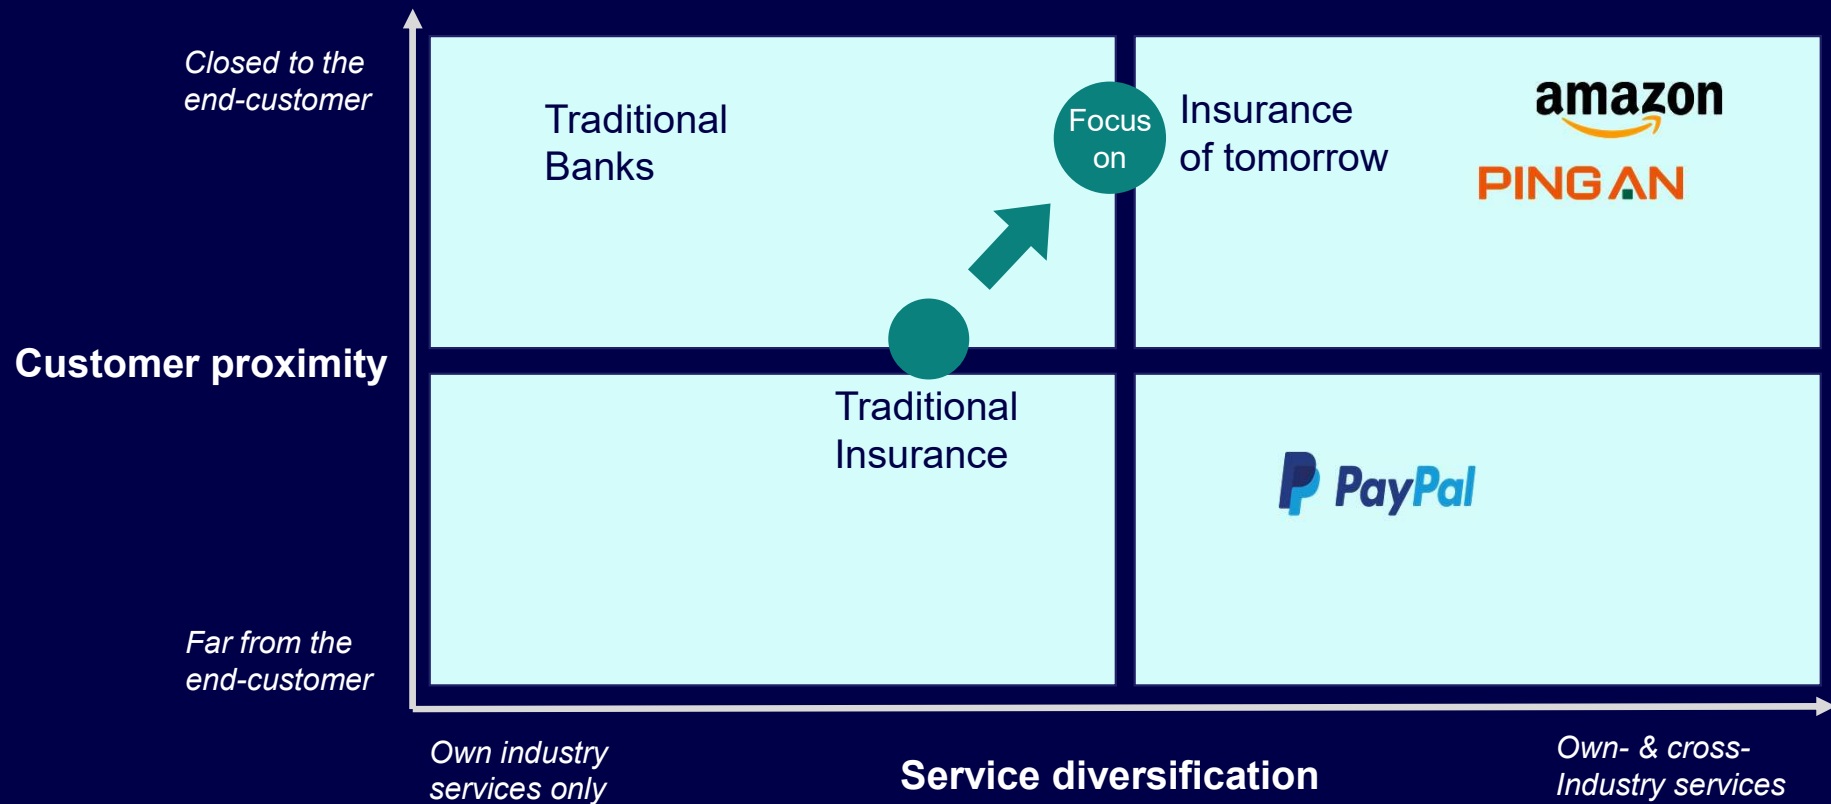 Closed to the
end-customer
Traditional
Banks
Focus
on
Insurance
of tomorrow
amazon
PING AN
Customer proximity
Traditional
Insurance
PayPal
Far from the
end-customer
Own industry
services only
Service diversification
Own- & cross-
Industry services